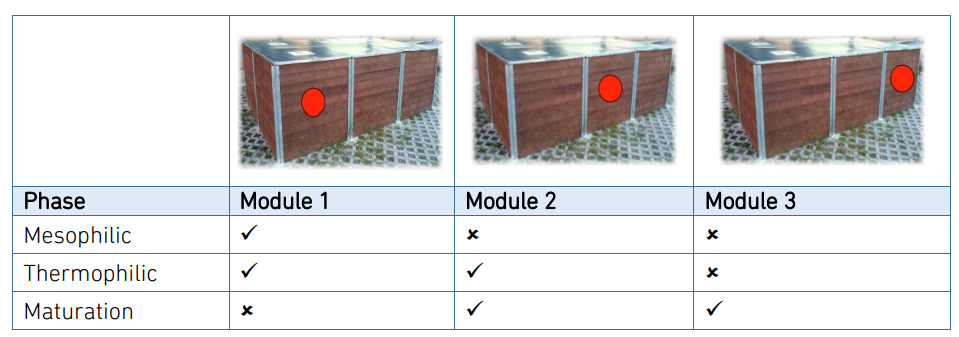 Phase Module 1 Module 2 Module 3
Mesophilic ✓ ✗ ✗
Thermophilic ✓ ✓ ✗
Maturation ✗ ✓ ✓